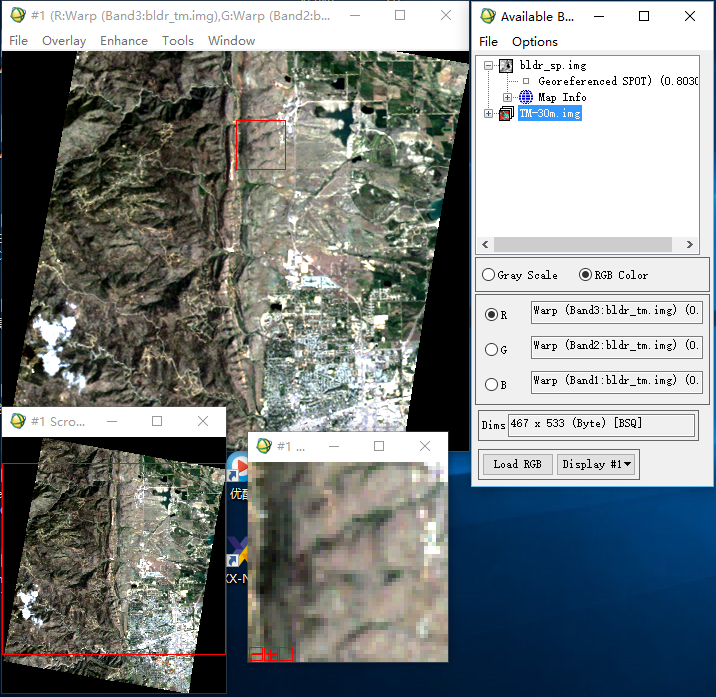 #1 (R:Warp (Band3:bldr_tm.img),G:Warp (Band2:b...
File Overlay Enhance Tools Window
Available B...
File Options
bldr_sp.img
Georeferenced SPOT) (0.8030
Map Info
TM-30m.img
Gray Scale RGB Color
R Warp (Band3:bldr_tm.img) (0.
G Warp (Band2:bldr_tm.img) (0.
B Warp (Band1:bldr_tm.img) (0.
Dims 467 x 533 (Byte) [BSQ]
Load RGB Display #1
#1 Scro...
#1 ...